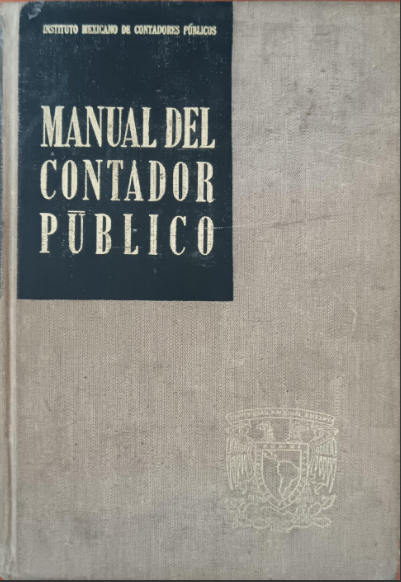 INSTITUTO MEXICANO DE CONTADORES PÚBLICOS
MANUAL DEL
CONTADOR
PÚBLICO